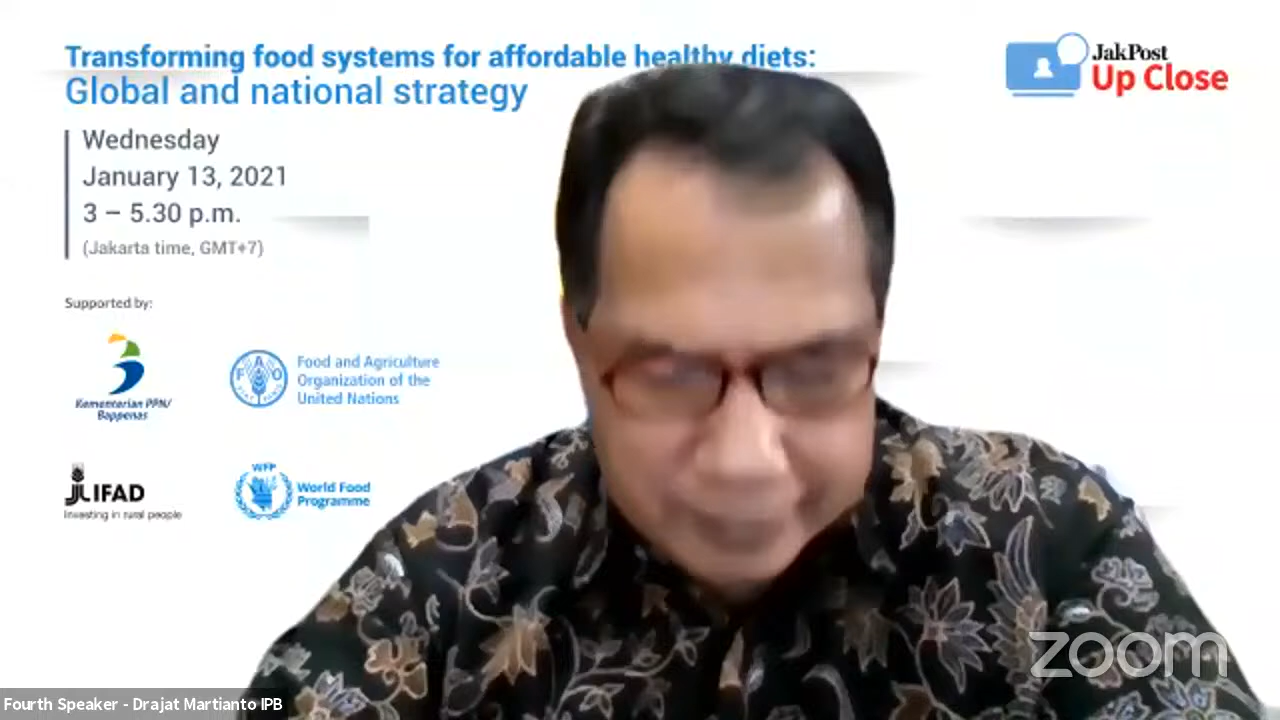 Transforming food systems for affordable healthy diets:
Global and national strategy
Wednesday
January 13, 2021
3 – 5.30 p.m.
(Jakarta time, GMT+7)
Supported by:
Kementerian PPN/
Bappenas
FAO
Food and Agriculture
Organization of the
United Nations
JLIFAD
Investing in rural people
WFP
World Food
Programme
JakPost
Up Close
zoom
Fourth Speaker - Drajat Martianto IPB